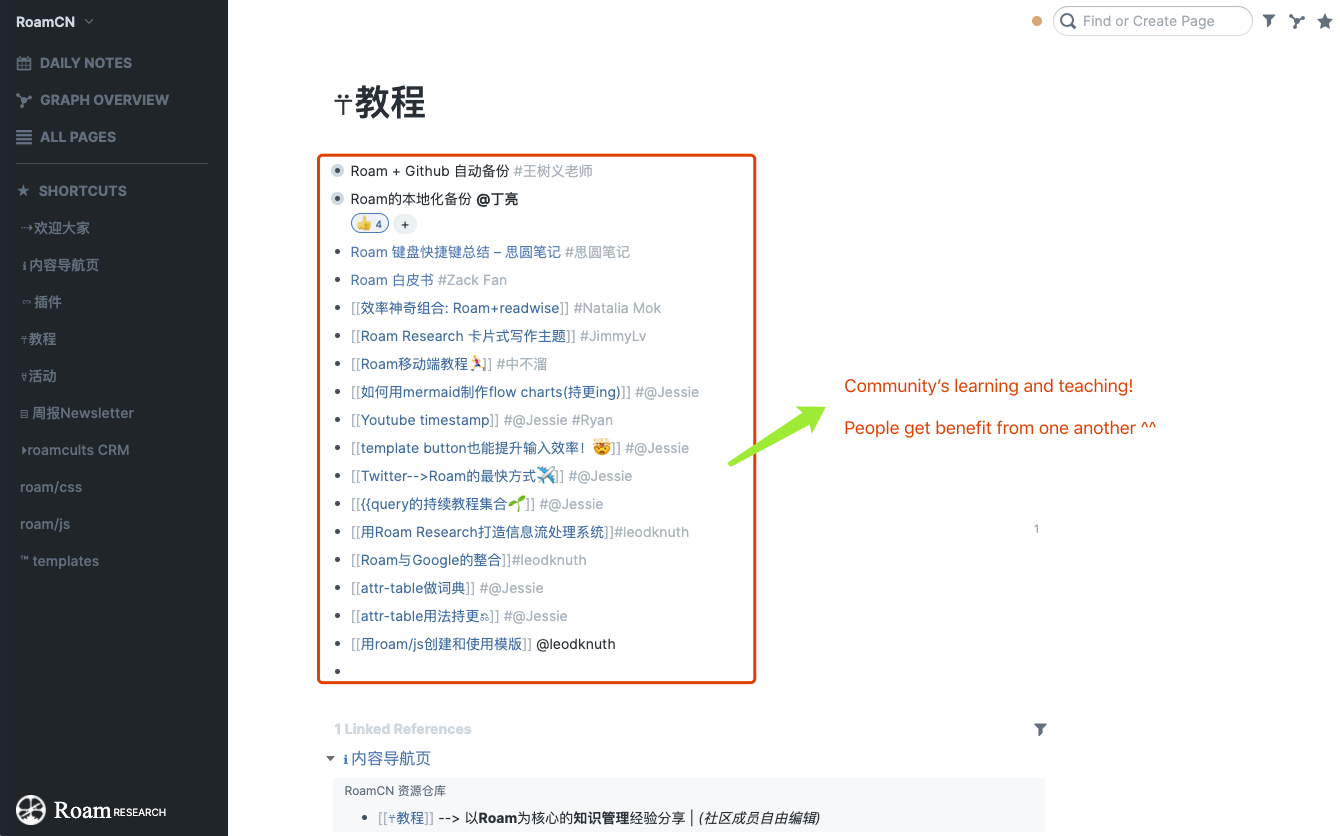 RoamCN
DAILY NOTES
GRAPH OVERVIEW
ALL PAGES
SHORTCUTS
⇢欢迎大家
ℹ内容导航页
插件
⚚教程
活动
周报Newsletter
roamcults CRM
roam/css
roam/js
™ templates
Roam RESEARCH
Find or Create Page
教程
Roam + Github 自动备份 #王树义老师
Roam的本地化备份 @丁亮
👍 4 +
Roam 键盘快捷键总结 – 思圆笔记 #思圆笔记
Roam 白皮书 #Zack Fan
[[效率神奇组合: Roam+readwise]] #Natalia Mok
[[Roam Research 卡片式写作主题]] #JimmyLv
[[Roam移动端教程🏃]] #中不溜
[[如何用mermaid制作flow charts(持更ing)]] #@Jessie
[[Youtube timestamp]] #@Jessie #Ryan
[[template button也能提升输入效率！🤯]] #@Jessie
[[Twitter-->Roam的最快方式✈️]] #@Jessie
[[{{query的持续教程集合🌱]] #@Jessie
[[用Roam Research打造信息流处理系统]]#leodknuth
[[Roam与Google的整合]]#leodknuth
[[attr-table做词典]] #@Jessie
[[attr-table用法持更]] #@Jessie
[[用roam/js创建和使用模版]] @leodknuth
Community’s learning and teaching!
People get benefit from one another ^^
1
1 Linked References
ℹ内容导航页
RoamCN 资源仓库
[[教程]] --> 以Roam为核心的知识管理经验分享 | (社区成员自由编辑)